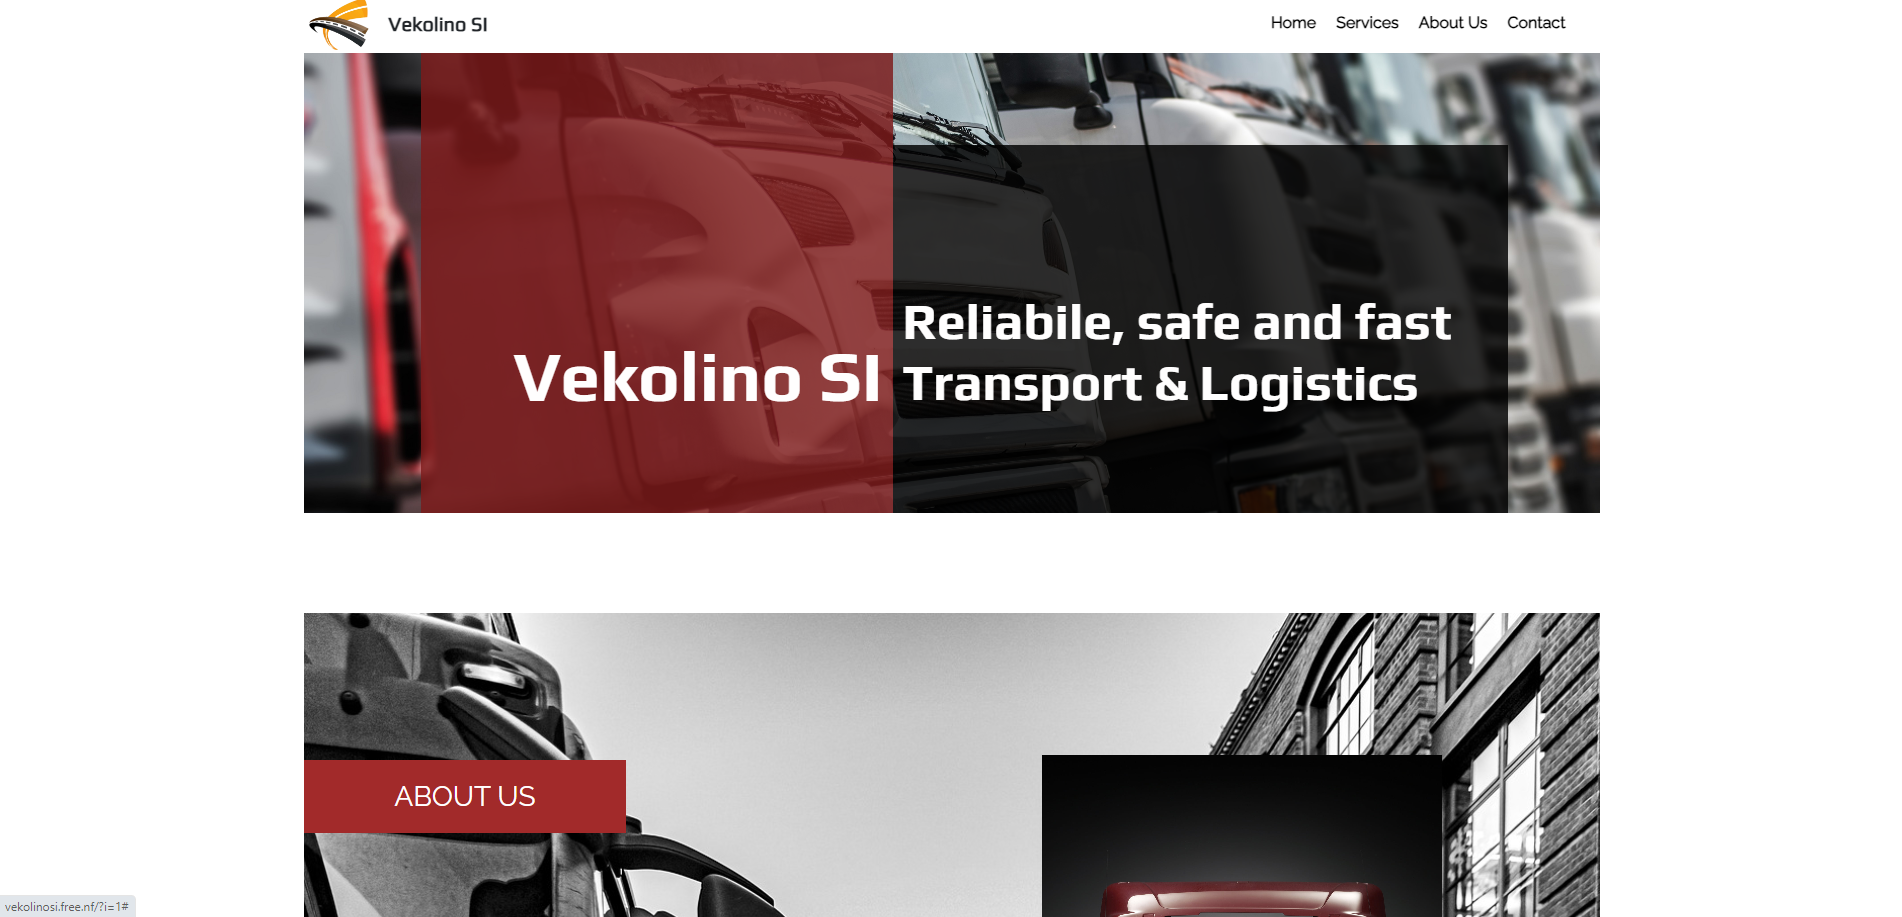 Vekolino SI
Home Services About Us Contact
Vekolino SI
Reliabile, safe and fast
Transport & Logistics
ABOUT US
vekolinosi.free.nf/?i=1#